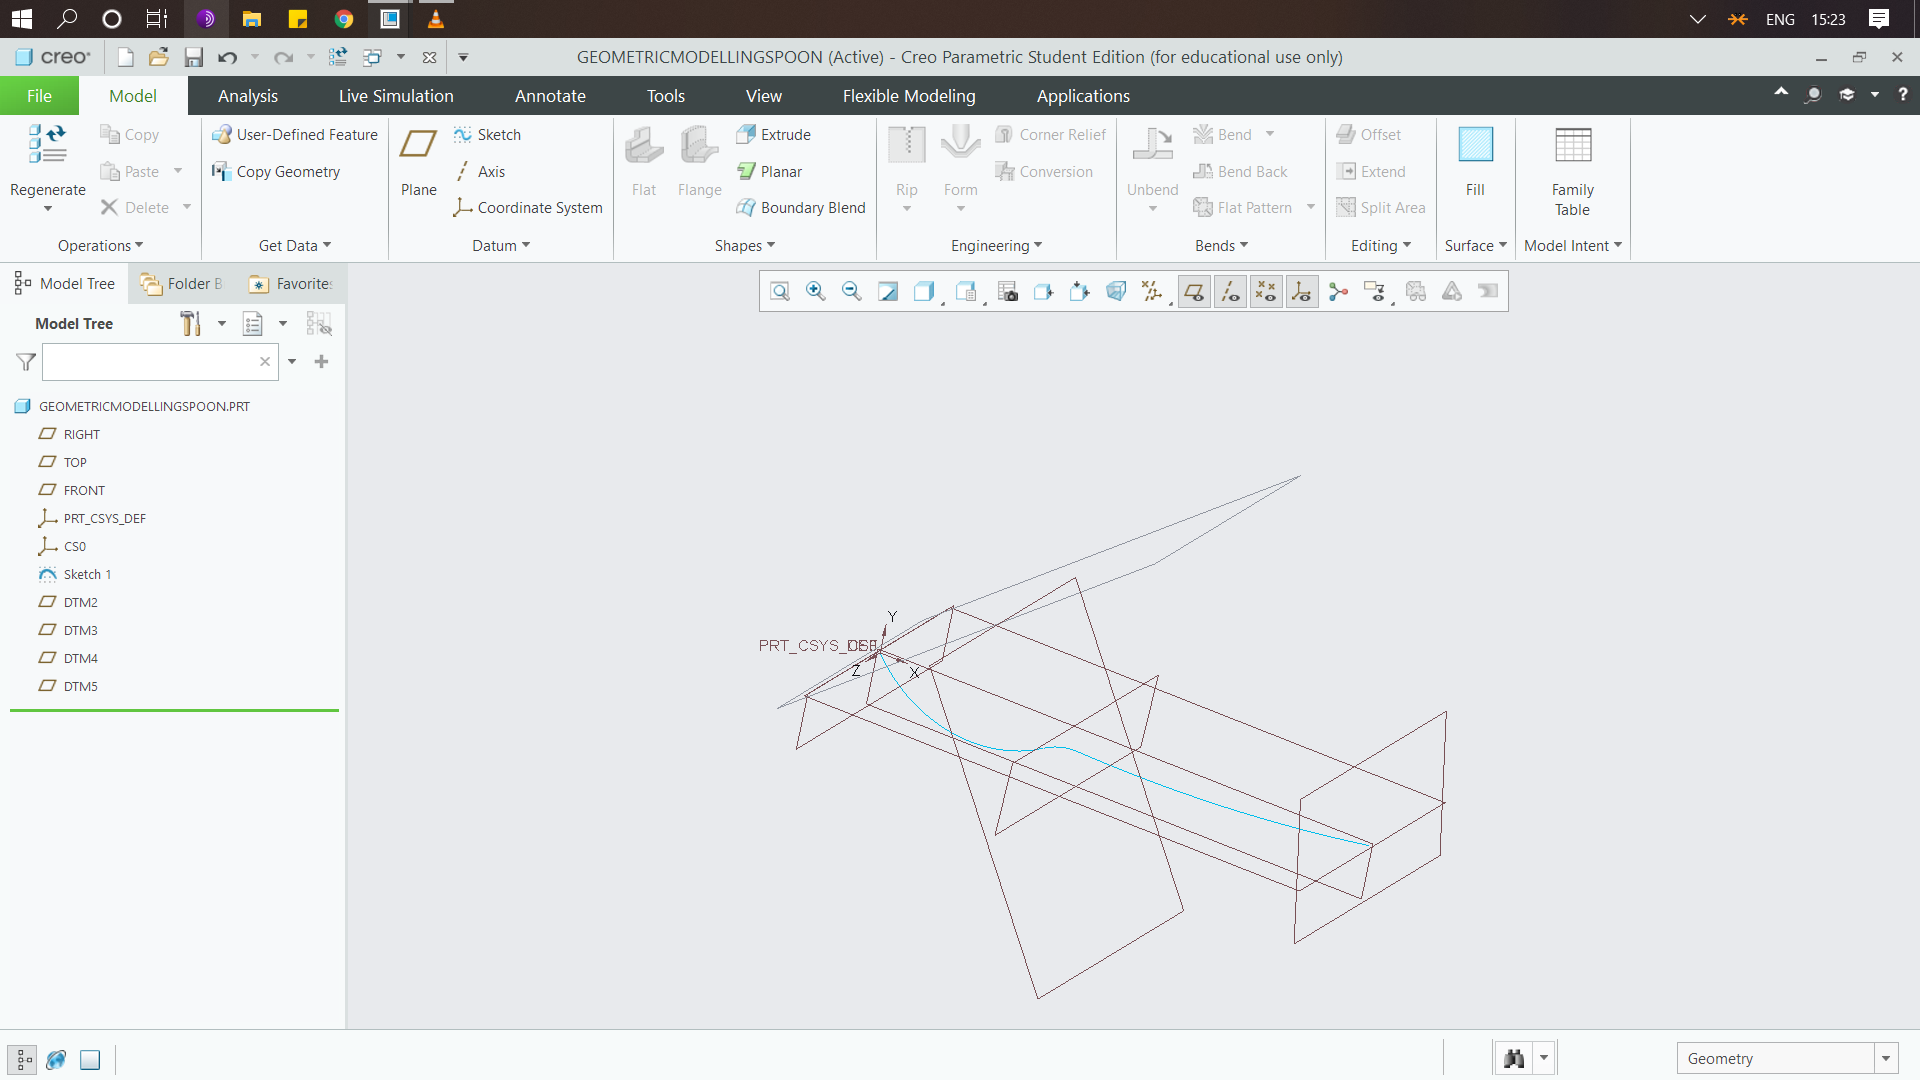 ENG 15:23
creo
GEOMETRICMODELLINGSPOON (Active) - Creo Parametric Student Edition (for educational use only)
File Model Analysis Live Simulation Annotate Tools View Flexible Modeling Applications
Regenerate
Copy
Paste
Delete
Operations
User-Defined Feature
Copy Geometry
Get Data
Plane
Sketch
Axis
Coordinate System
Datum
Flat
Flange
Extrude
Planar
Boundary Blend
Shapes
Rip
Form
Corner Relief
Conversion
Engineering
Unbend
Bend
Bend Back
Flat Pattern
Bends
Offset
Extend
Split Area
Editing
Fill
Surface
Family
Table
Model Intent
Model Tree Folder B Favorite
Model Tree
GEOMETRICMODELLINGSPOON.PRT
RIGHT
TOP
FRONT
PRT_CSYS_DEF
CS0
Sketch 1
DTM2
DTM3
DTM4
DTM5
Y
PRT_CSYS_DEF
Z
X
Geometry